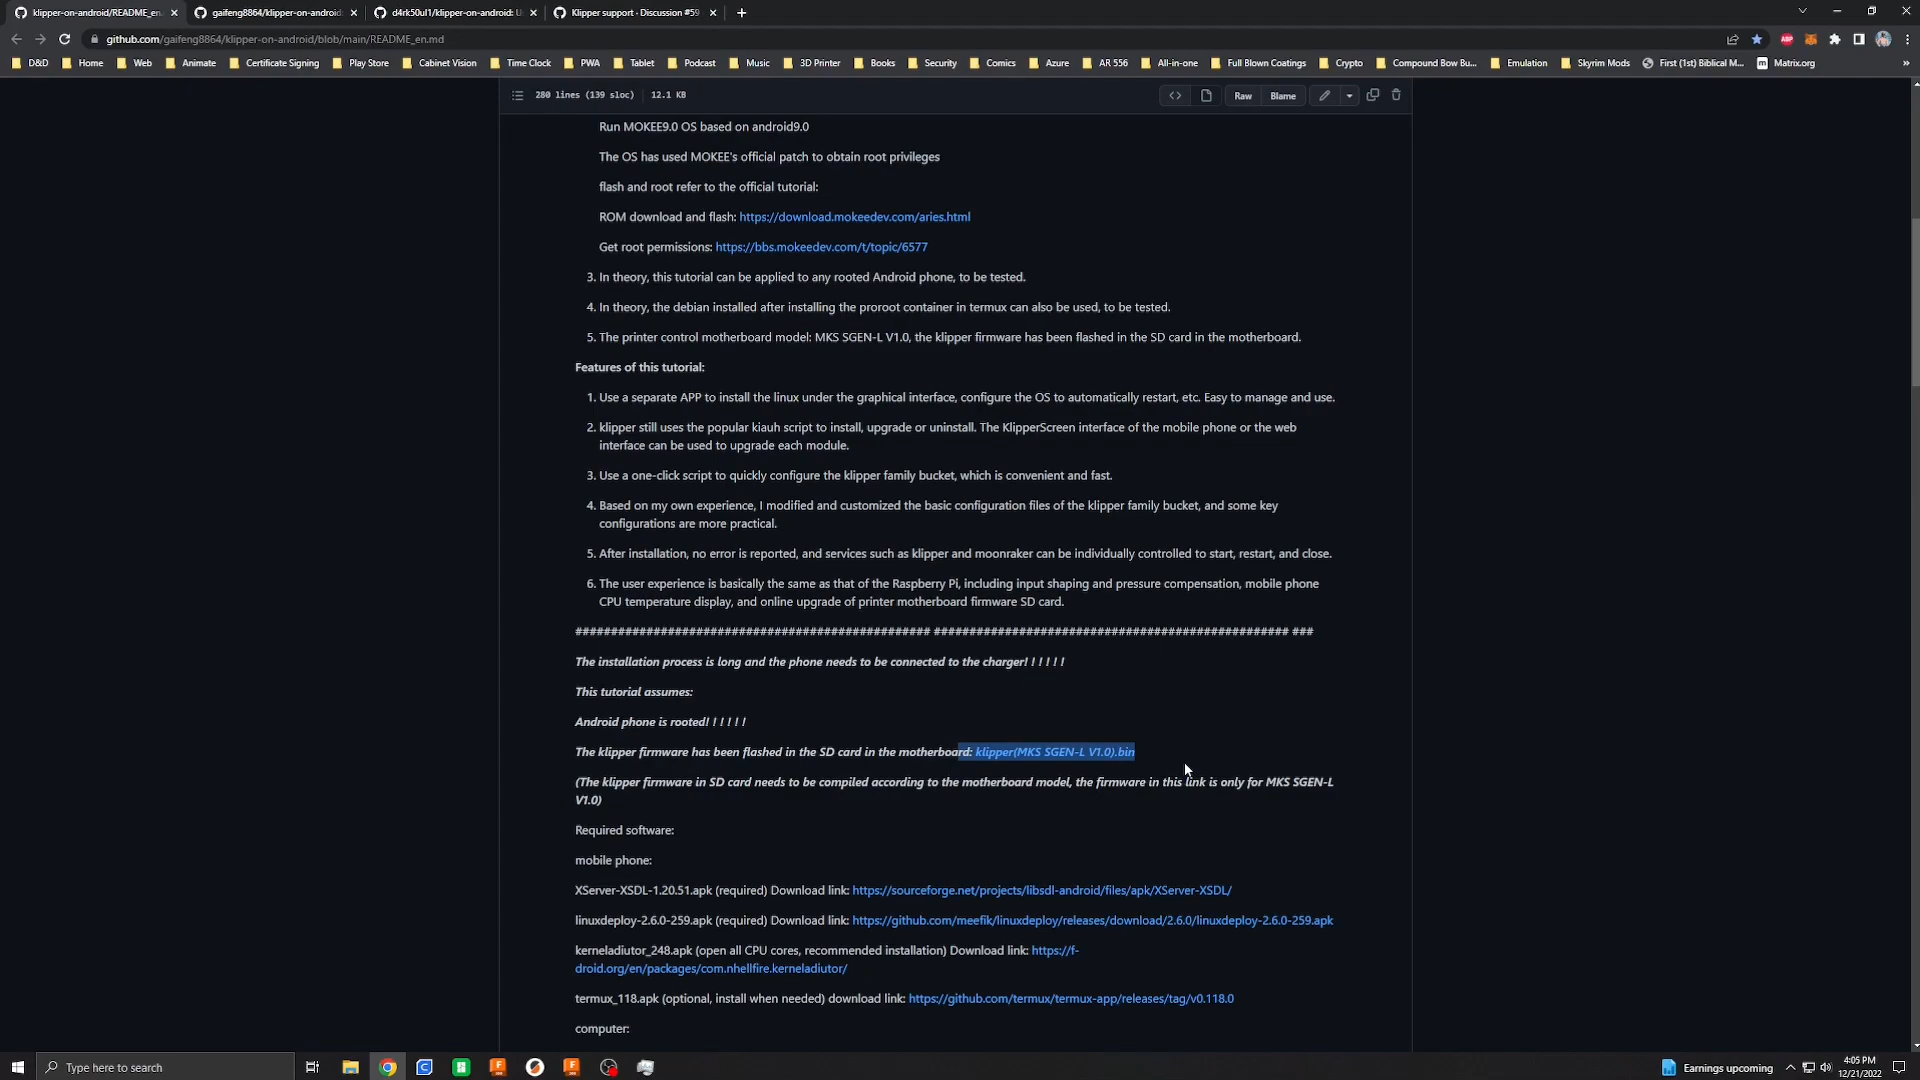 klipper-on-android/README_en.
gaifeng8864/klipper-on-android:
d4rk50ul1/klipper-on-android: U
Klipper support · Discussion #59
github.com/gaifeng8864/klipper-on-android/blob/main/README_en.md
ABP
D&D
Home
Web
Animate
Certificate Signing
Play Store
Cabinet Vision
Time Clock
PWA
Tablet
Podcast
Music
3D Printer
Books
Security
Comics
Azure
AR 556
All-in-one
Full Blown Coatings
Crypto
Compound Bow Bu...
Emulation
Skyrim Mods
First (1st) Biblical M...
Matrix.org
280 lines (139 sloc)
12.1 KB
Raw
Blame
Run MOKEE9.0 OS based on android9.0
The OS has used MOKEE's official patch to obtain root privileges
flash and root refer to the official tutorial:
ROM download and flash: https://download.mokeedev.com/aries.html
Get root permissions: https://bbs.mokeedev.com/t/topic/6577
3. In theory, this tutorial can be applied to any rooted Android phone, to be tested.
4. In theory, the debian installed after installing the proroot container in termux can also be used, to be tested.
5. The printer control motherboard model: MKS SGEN-L V1.0, the klipper firmware has been flashed in the SD card in the motherboard.
Features of this tutorial:
1. Use a separate APP to install the linux under the graphical interface, configure the OS to automatically restart, etc. Easy to manage and use.
2. klipper still uses the popular kiauh script to install, upgrade or uninstall. The KlipperScreen interface of the mobile phone or the web
interface can be used to upgrade each module.
3. Use a one-click script to quickly configure the klipper family bucket, which is convenient and fast.
4. Based on my own experience, I modified and customized the basic configuration files of the klipper family bucket, and some key
configurations are more practical.
5. After installation, no error is reported, and services such as klipper and moonraker can be individually controlled to start, restart, and close.
6. The user experience is basically the same as that of the Raspberry Pi, including input shaping and pressure compensation, mobile phone
CPU temperature display, and online upgrade of printer motherboard firmware SD card.
################################################## ################################################## ###
The installation process is long and the phone needs to be connected to the charger! ! ! ! ! !
This tutorial assumes:
Android phone is rooted! ! ! ! ! !
The klipper firmware has been flashed in the SD card in the motherboard: klipper(MKS SGEN-L V1.0).bin
(The klipper firmware in SD card needs to be compiled according to the motherboard model, the firmware in this link is only for MKS SGEN-L
V1.0)
Required software:
mobile phone:
XServer-XSDL-1.20.51.apk (required) Download link: https://sourceforge.net/projects/libsdl-android/files/apk/XServer-XSDL/
linuxdeploy-2.6.0-259.apk (required) Download link: https://github.com/meefik/linuxdeploy/releases/download/2.6.0/linuxdeploy-2.6.0-259.apk
kerneladiutor_248.apk (open all CPU cores, recommended installation) Download link: https://f-
droid.org/en/packages/com.nhellfire.kerneladiutor/
termux_118.apk (optional, install when needed) download link: https://github.com/termux/termux-app/releases/tag/v0.118.0
computer:
Type here to search
Earnings upcoming
4:05 PM
12/21/2022